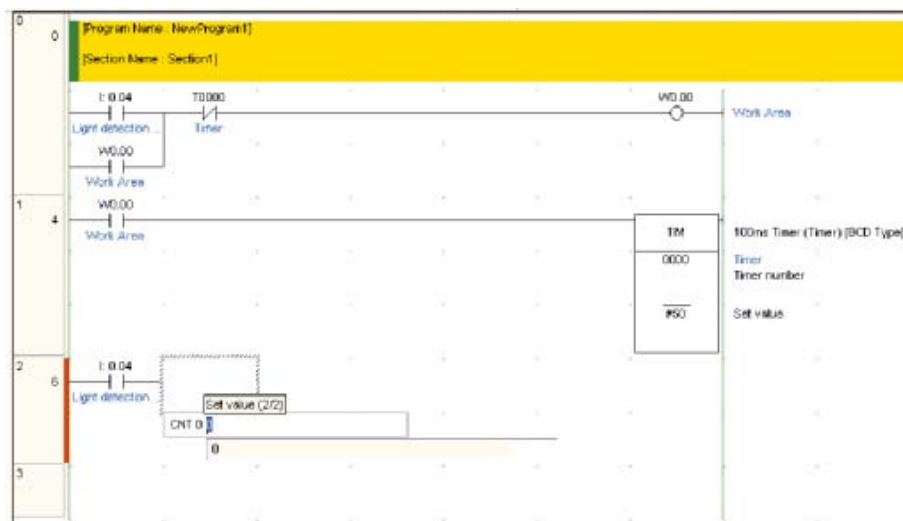 0
0
[Program Name : NewProgram1]
[Section Name : Section1]
I: 0.04 T0000 W0.00
Light detection... Timer Work Area
W0.00
Work Area
1
4
W0.00
Work Area
TIM 100ms Timer (Timer) [BCD Type]
0000 Timer
Timer number
#50 Set value
2
6
I: 0.04
Light detection...
Set value (2/2)
CNT 0 0
0
3